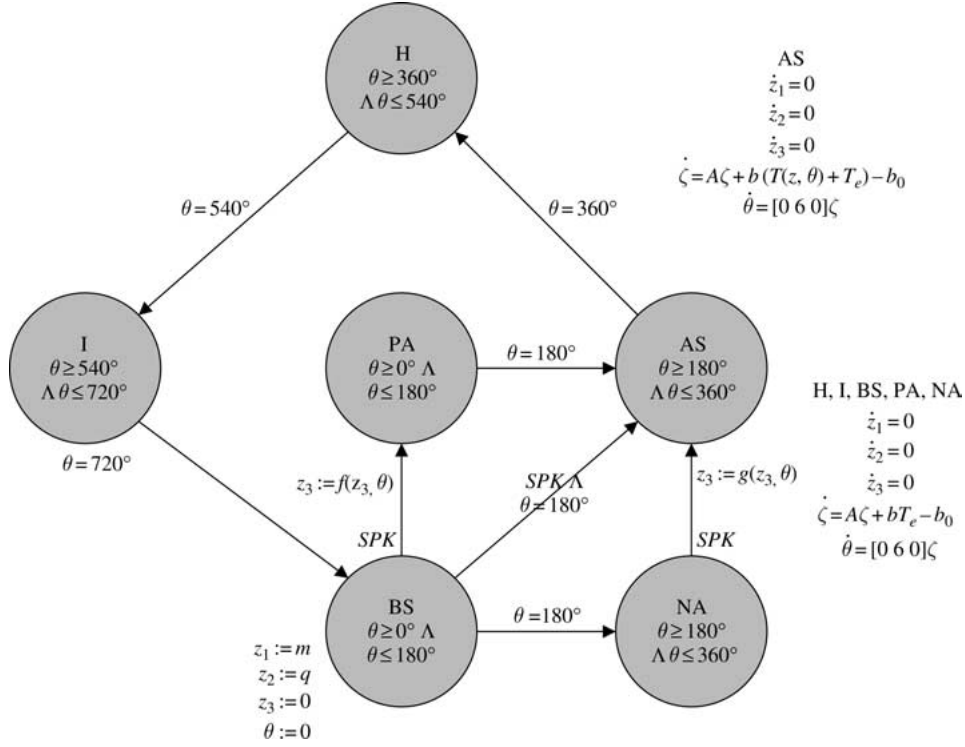 H
θ ≥ 360°
Λ θ ≤ 540°
AS
ż₁ = 0
ż₂ = 0
ż₃ = 0
ζ̇ = Aζ + b (T(z, θ) + Tₑ) – b₀
θ̇ = [0 6 0]ζ
θ = 540°
θ = 360°
I
θ ≥ 540°
Λ θ ≤ 720°
PA
θ ≥ 0° Λ
θ ≤ 180°
θ = 180°
AS
θ ≥ 180°
Λ θ ≤ 360°
H, I, BS, PA, NA
ż₁ = 0
ż₂ = 0
ż₃ = 0
ζ̇ = Aζ + bTₑ – b₀
θ̇ = [0 6 0]ζ
θ = 720°
z₃ := f(z₃, θ)
SPK Λ
θ = 180°
z₃ := g(z₃, θ)
SPK
SPK
BS
θ ≥ 0° Λ
θ ≤ 180°
θ = 180°
NA
θ ≥ 180°
Λ θ ≤ 360°
z₁ := m
z₂ := q
z₃ := 0
θ := 0